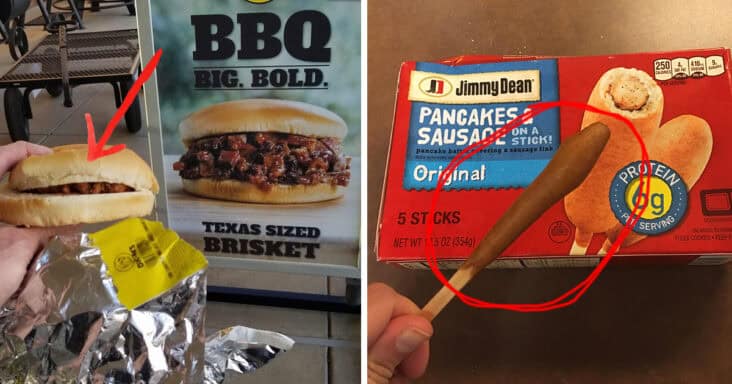 BBQ
BIG. BOLD.
TEXAS SIZED
BRISKET
Jimmy Dean
PANCAKES &
SAUSAGE ON A
STICK!
Original
5 STICKS
250
PROTEIN
6g
PER SERVING